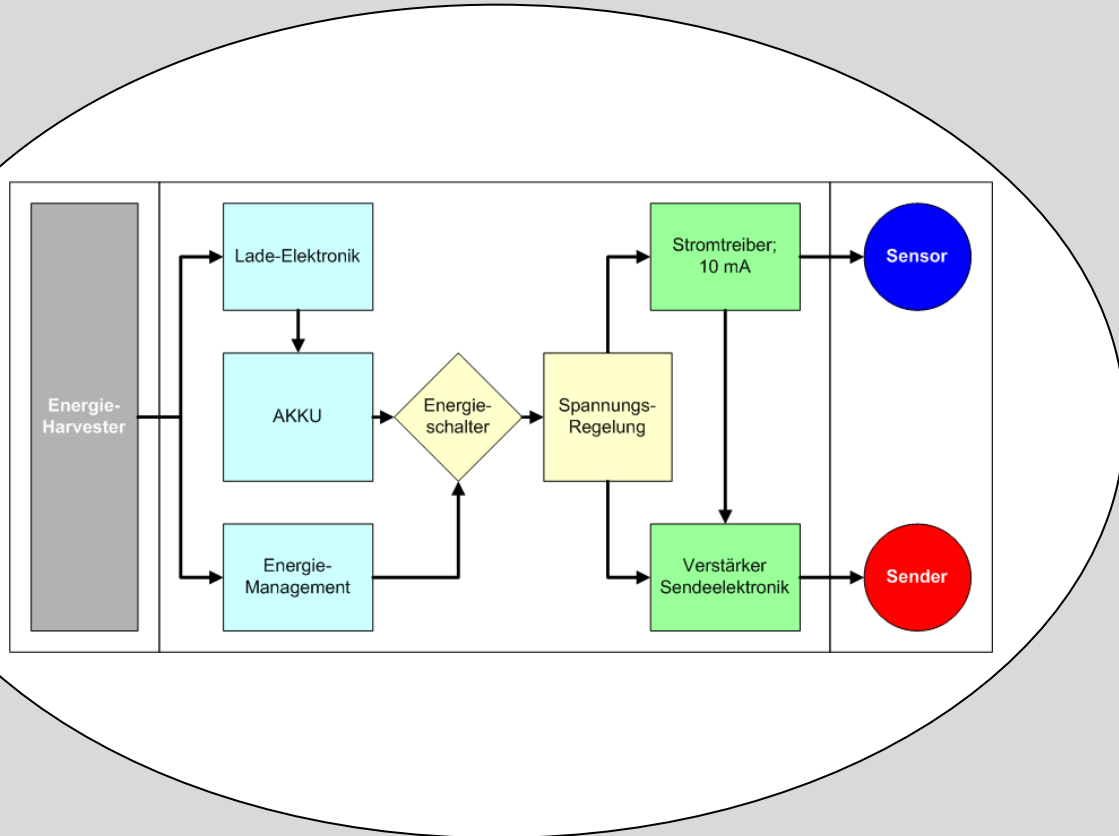 Energie-
Harvester
Lade-Elektronik
AKKU
Energie-
Management
Energie-
schalter
Spannungs-
Regelung
Stromtreiber;
10 mA
Verstärker
Sendeelektronik
Sensor
Sender